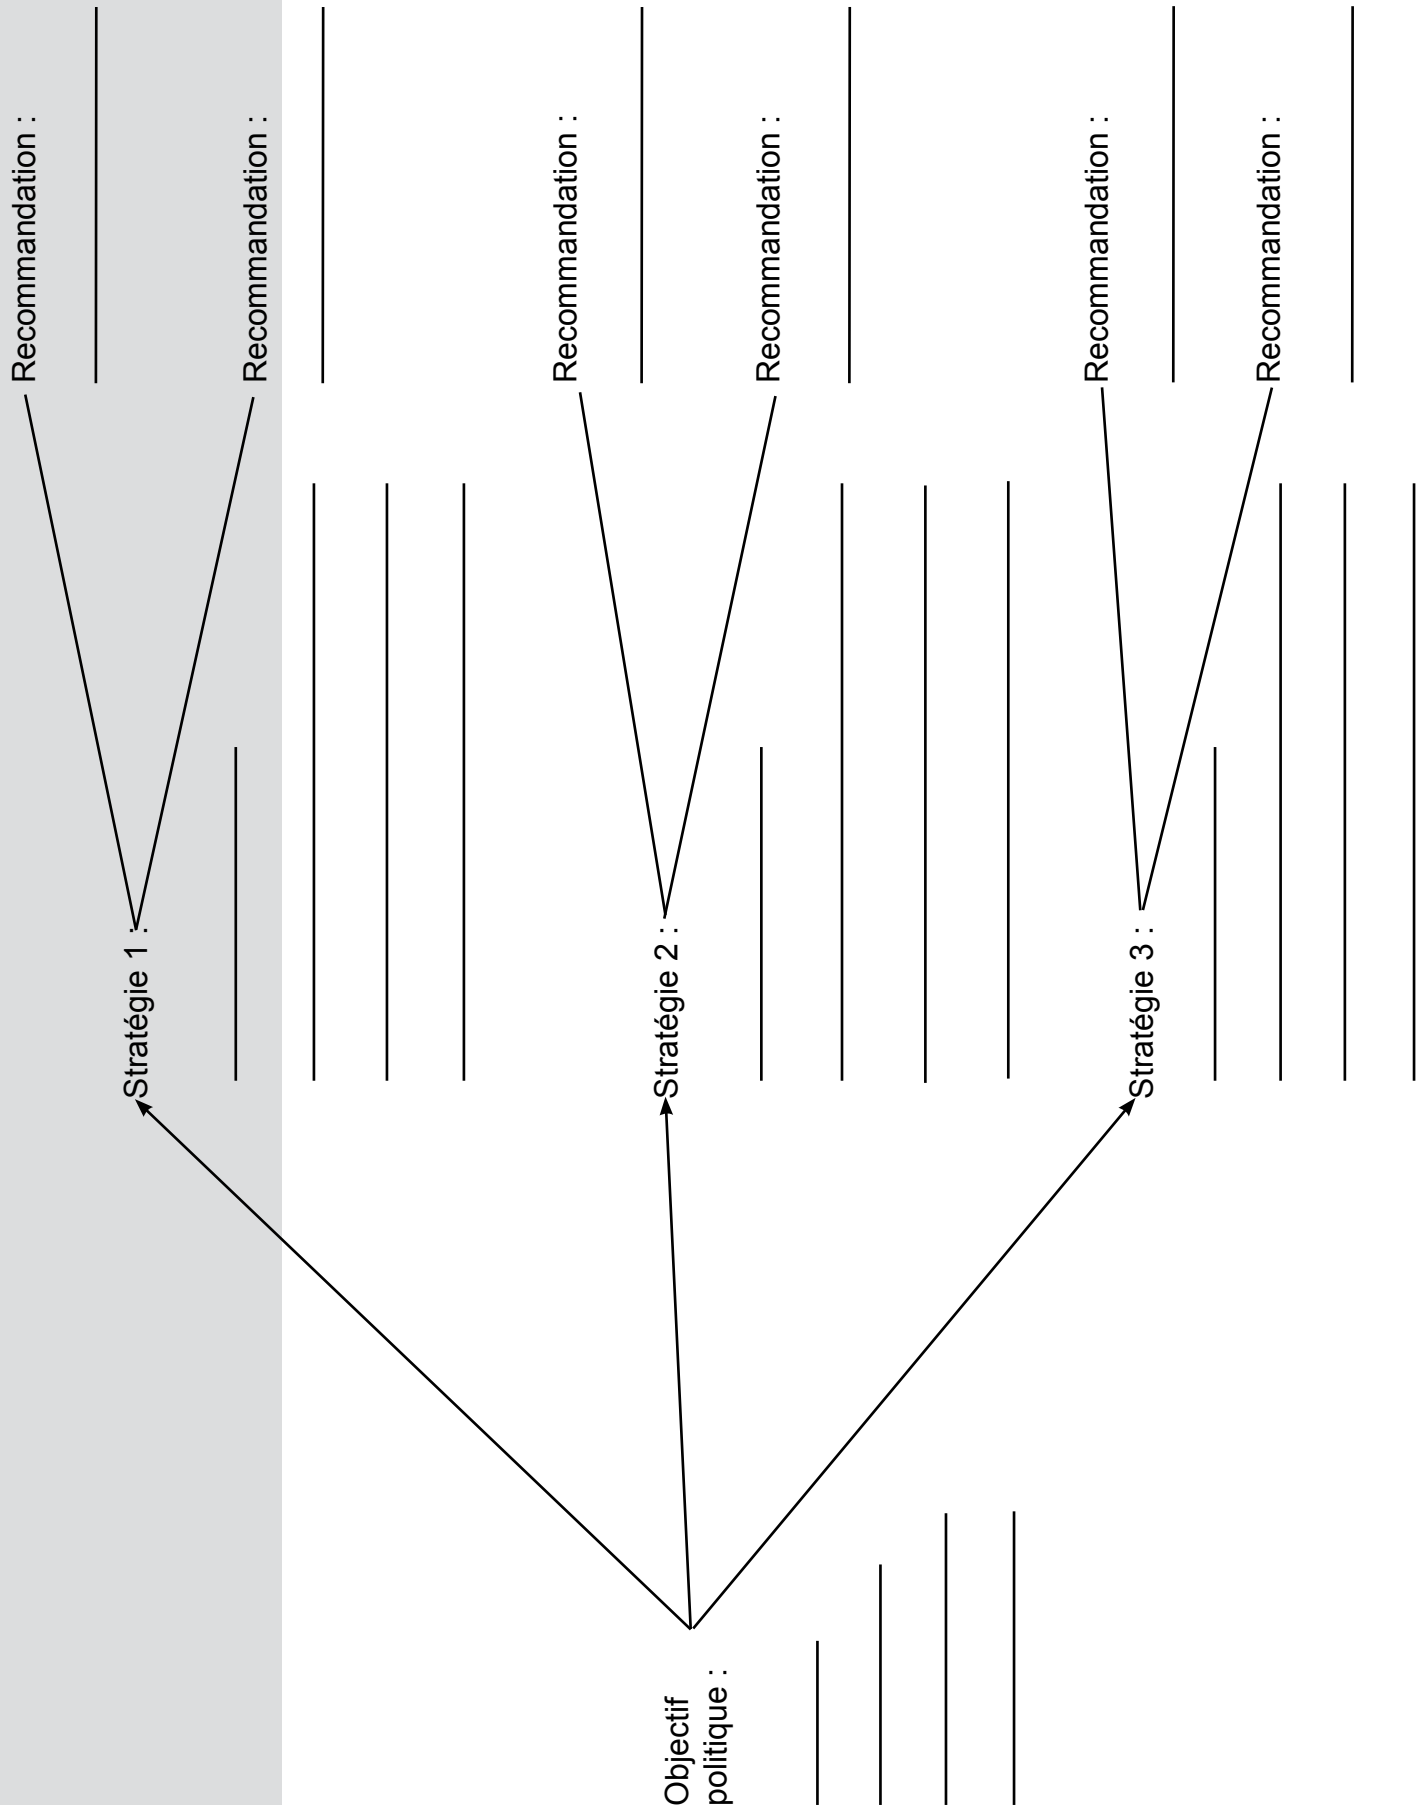 Objectif
politique :
Stratégie 1 :
Recommandation :
Recommandation :
Stratégie 2 :
Recommandation :
Recommandation :
Stratégie 3 :
Recommandation :
Recommandation :